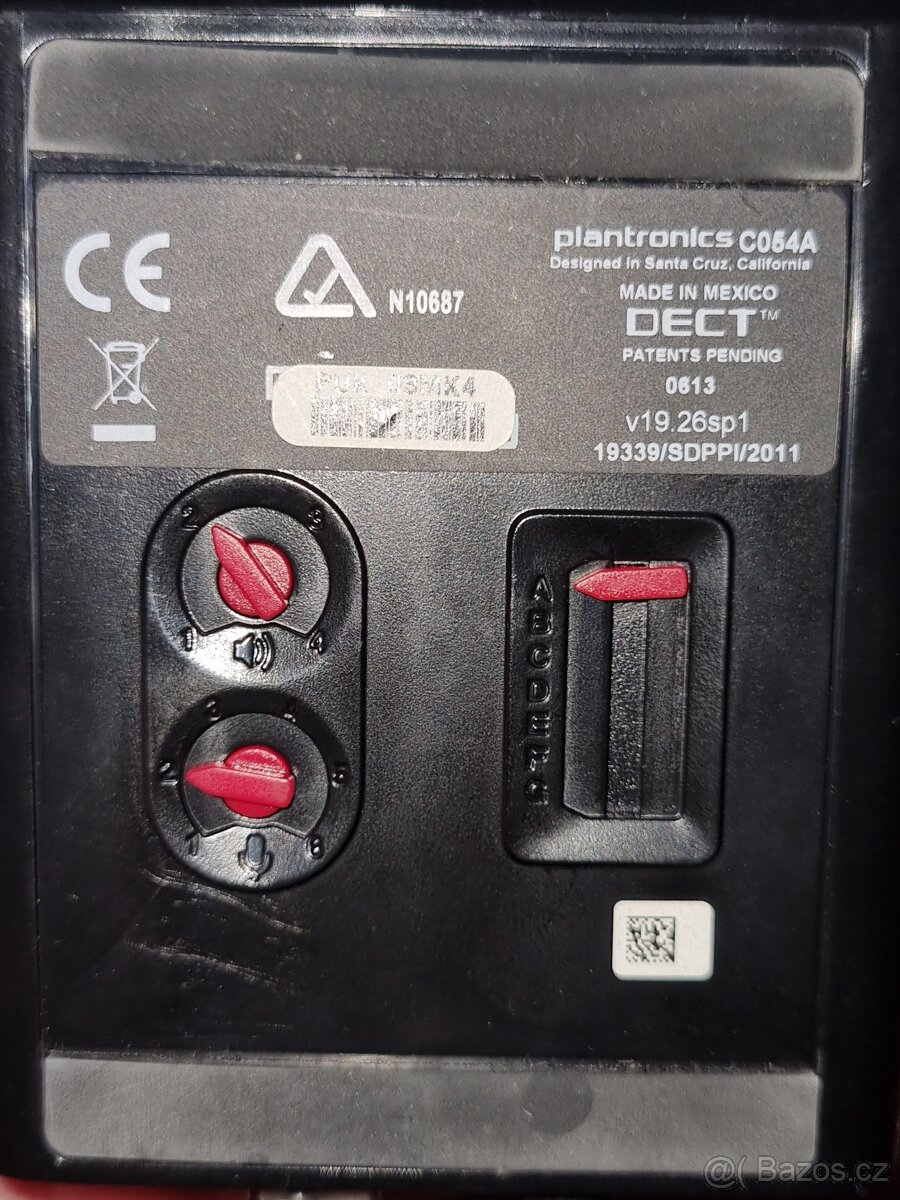 CE
N10687
plantronics C054A
Designed in Santa Cruz, California
MADE IN MEXICO
DECT™
PATENTS PENDING
0613
v19.26sp1
19339/SDPPI/2011
1
2
3
4
1
2
3
4
5
6
A
B
C
D
E
F
G
@( Bazos.cz